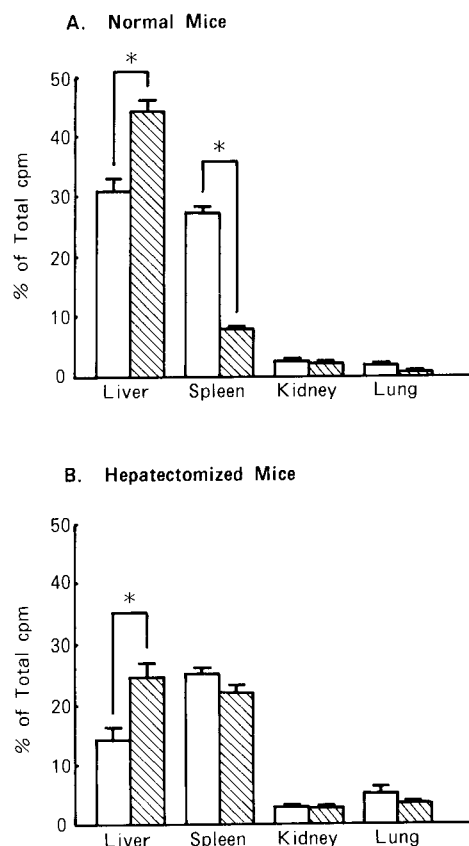 A. Normal Mice
*
*
50
40
30
20
10
0
% of Total cpm
Liver Spleen Kidney Lung
B. Hepatectomized Mice
*
50
40
30
20
10
0
% of Total cpm
Liver Spleen Kidney Lung